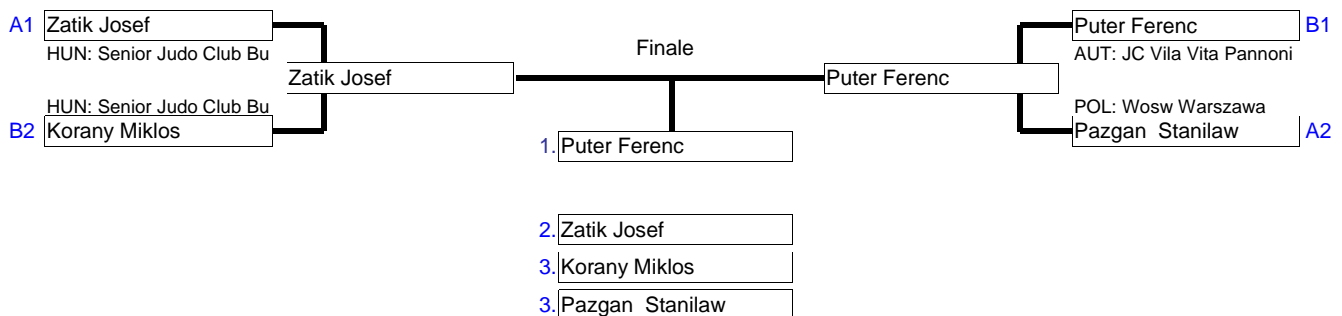 A1 Zatik Josef
HUN: Senior Judo Club Bu
Zatik Josef
HUN: Senior Judo Club Bu
B2 Korany Miklos
Finale
Puter Ferenc B1
AUT: JC Vila Vita Pannoni
Puter Ferenc
POL: Wosw Warszawa
Pazgan Stanilaw A2
1. Puter Ferenc
2. Zatik Josef
3. Korany Miklos
3. Pazgan Stanilaw